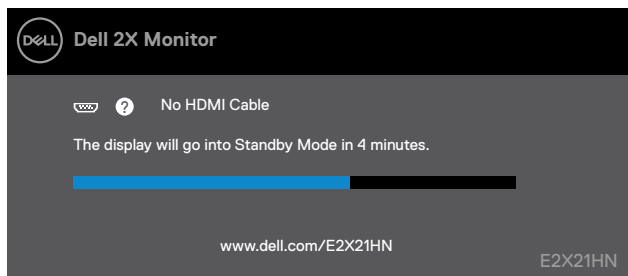 DELL
Dell 2X Monitor
? No HDMI Cable
The display will go into Standby Mode in 4 minutes.
www.dell.com/E2X21HN
E2X21HN